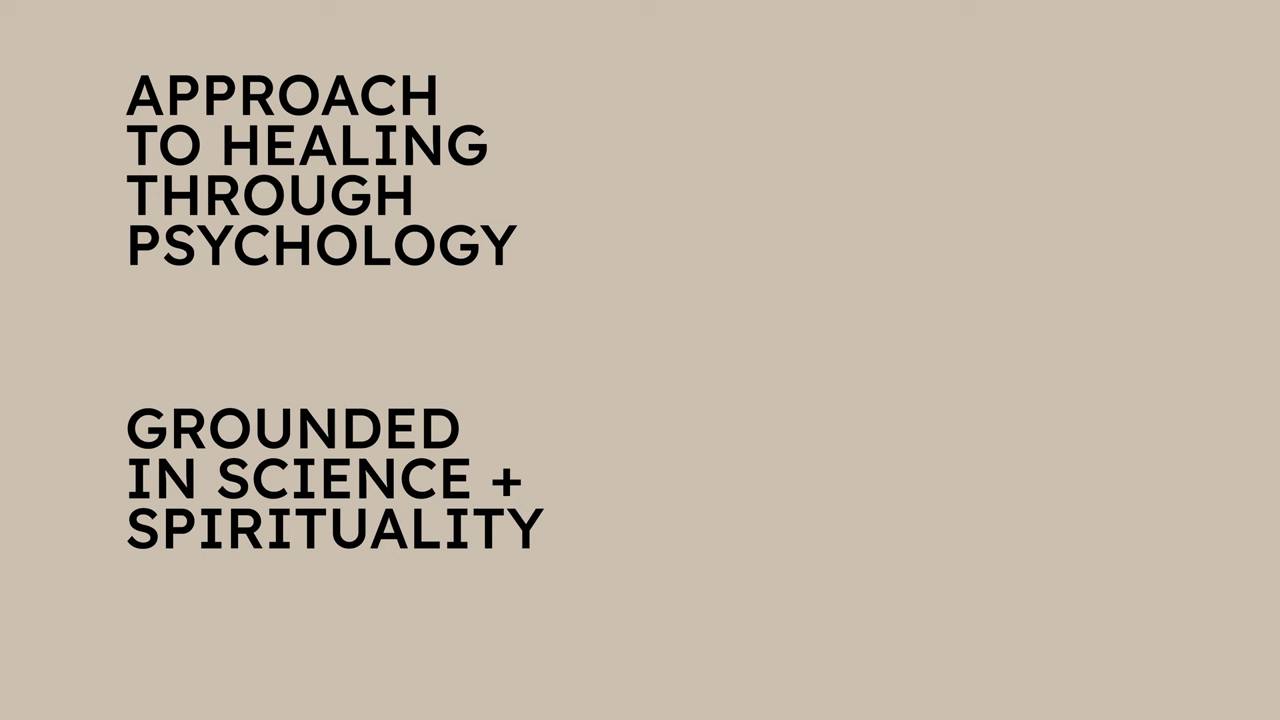 APPROACH
TO HEALING
THROUGH
PSYCHOLOGY
GROUNDED
IN SCIENCE +
SPIRITUALITY